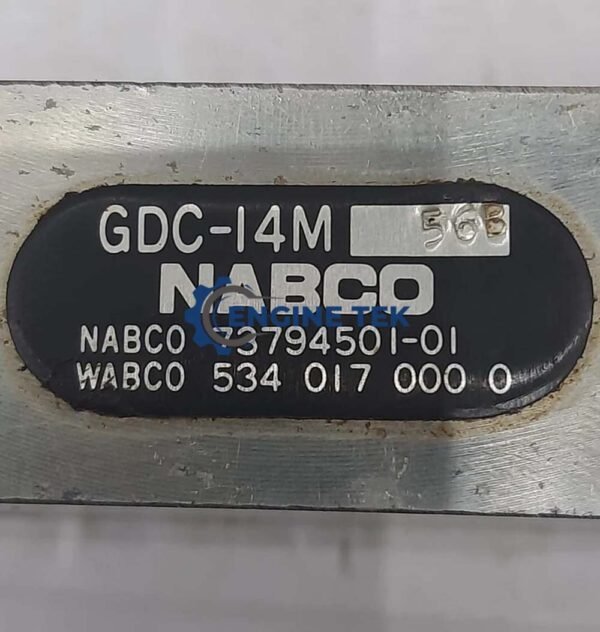 GDC-14M 56B
NABCO
ENGINE TEK
NABCO 73794501-01
WABCO 534 017 000 0